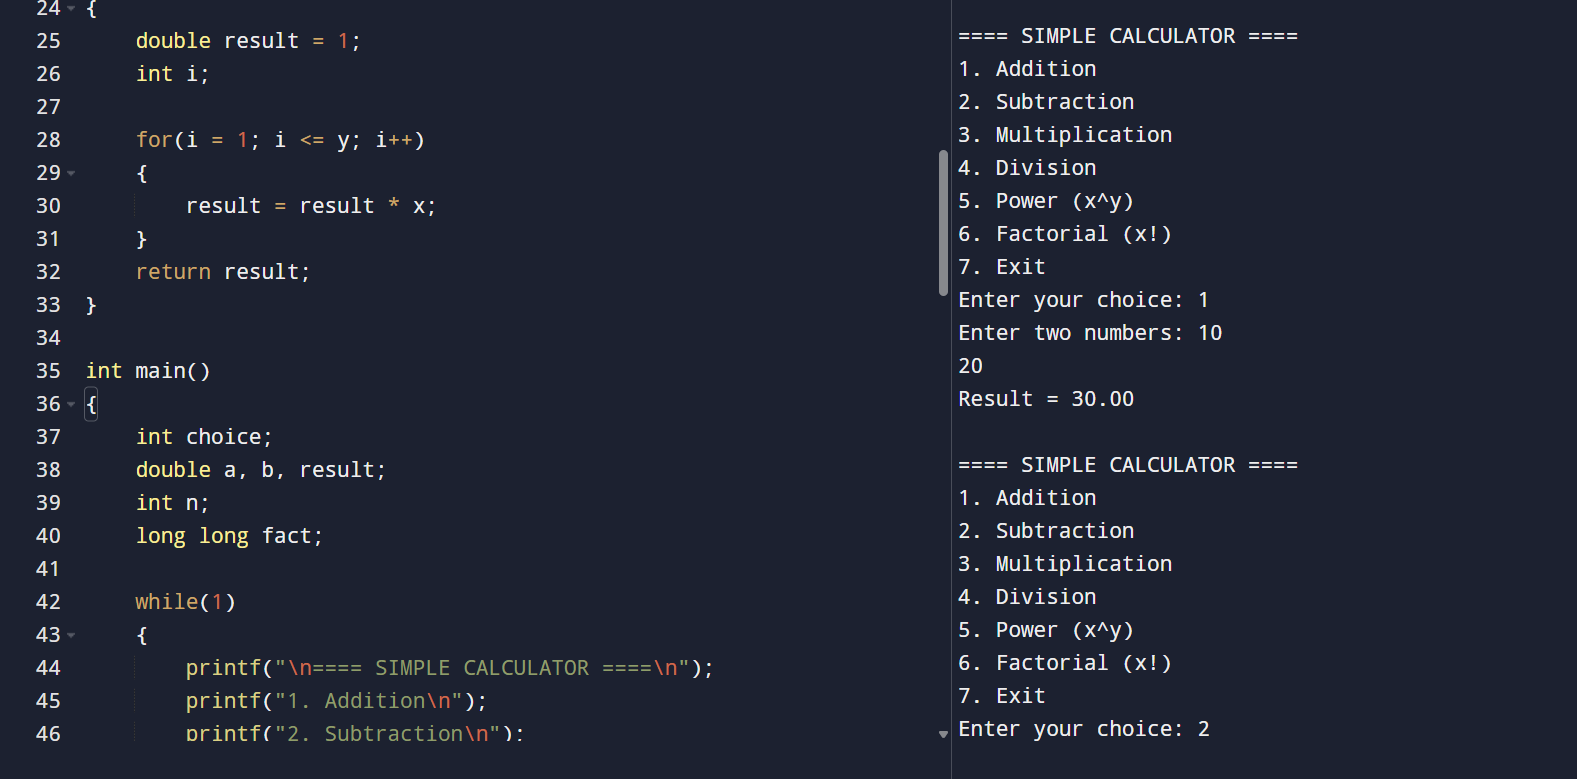 24 {
25     double result = 1;
26     int i;
27
28     for(i = 1; i <= y; i++)
29     {
30         result = result * x;
31     }
32     return result;
33 }
34
35 int main()
36 {
37     int choice;
38     double a, b, result;
39     int n;
40     long long fact;
41
42     while(1)
43     {
44         printf("\n==== SIMPLE CALCULATOR ====\n");
45         printf("1. Addition\n");
46         printf("2. Subtraction\n");
==== SIMPLE CALCULATOR ====
1. Addition
2. Subtraction
3. Multiplication
4. Division
5. Power (x^y)
6. Factorial (x!)
7. Exit
Enter your choice: 1
Enter two numbers: 10
20
Result = 30.00

==== SIMPLE CALCULATOR ====
1. Addition
2. Subtraction
3. Multiplication
4. Division
5. Power (x^y)
6. Factorial (x!)
7. Exit
Enter your choice: 2